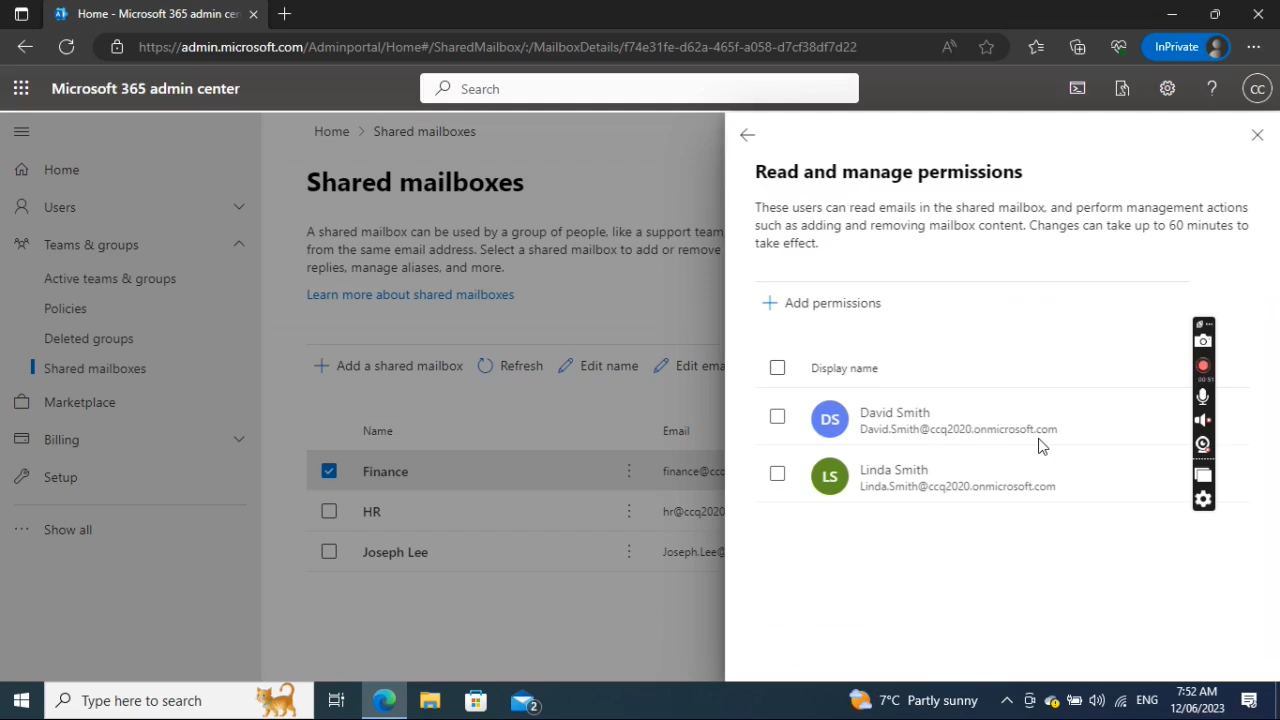 Home - Microsoft 365 admin cen
https://admin.microsoft.com/Adminportal/Home#/SharedMailbox/:/MailboxDetails/f74e31fe-d62a-465f-a058-d7cf38df7d22
InPrivate
Microsoft 365 admin center
Search
CC
Home
Users
Teams & groups
Active teams & groups
Policies
Deleted groups
Shared mailboxes
Marketplace
Billing
Setup
Show all
Home > Shared mailboxes
Shared mailboxes
A shared mailbox can be used by a group of people, like a support team
from the same email address. Select a shared mailbox to add or remove
replies, manage aliases, and more.
Learn more about shared mailboxes
Add a shared mailbox Refresh Edit name Edit ema
Name Email
Finance finance@ccq
HR hr@ccq2020
Joseph Lee Joseph.Lee@
Read and manage permissions
These users can read emails in the shared mailbox, and perform management actions
such as adding and removing mailbox content. Changes can take up to 60 minutes to
take effect.
Add permissions
Display name
DS
David Smith
David.Smith@ccq2020.onmicrosoft.com
LS
Linda Smith
Linda.Smith@ccq2020.onmicrosoft.com
00:51
Type here to search
2
7°C Partly sunny
ENG
7:52 AM
12/06/2023